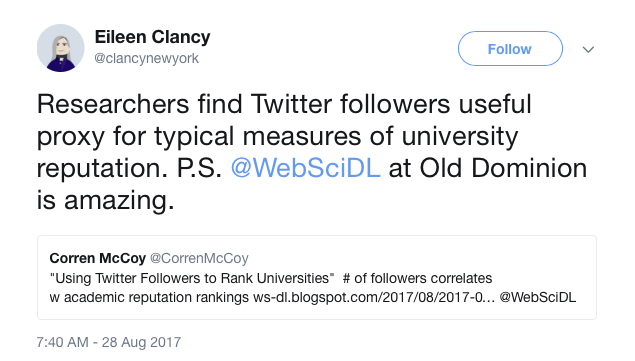 Eileen Clancy
@clancynewyork
Follow
Researchers find Twitter followers useful
proxy for typical measures of university
reputation. P.S. @WebSciDL at Old Dominion
is amazing.
Corren McCoy @CorrenMcCoy
"Using Twitter Followers to Rank Universities"  # of followers correlates
w academic reputation rankings ws-dl.blogspot.com/2017/08/2017-0... @WebSciDL
7:40 AM - 28 Aug 2017